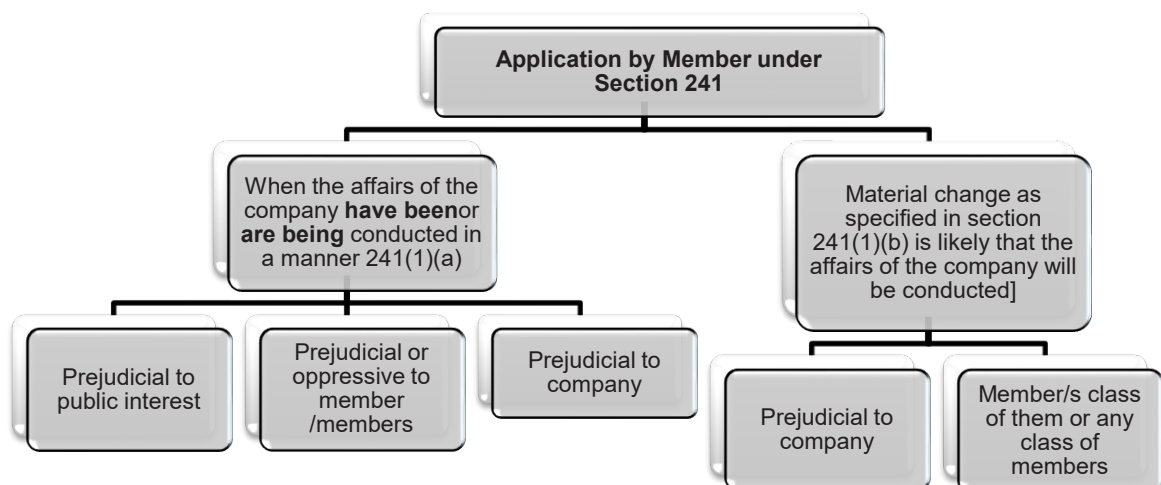 Application by Member under
Section 241
When the affairs of the
company have beenor
are being conducted in
a manner 241(1)(a)
Material change as
specified in section
241(1)(b) is likely that the
affairs of the company will
be conducted]
Prejudicial to
public interest
Prejudicial or
oppressive to
member
/members
Prejudicial to
company
Prejudicial to
company
Member/s class
of them or any
class of
members